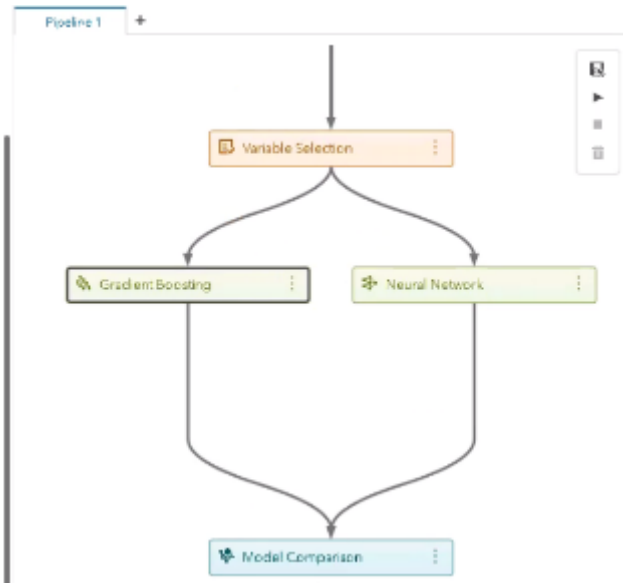 Pipeline 1 +
Variable Selection
Gradient Boosting
Neural Network
Model Comparison